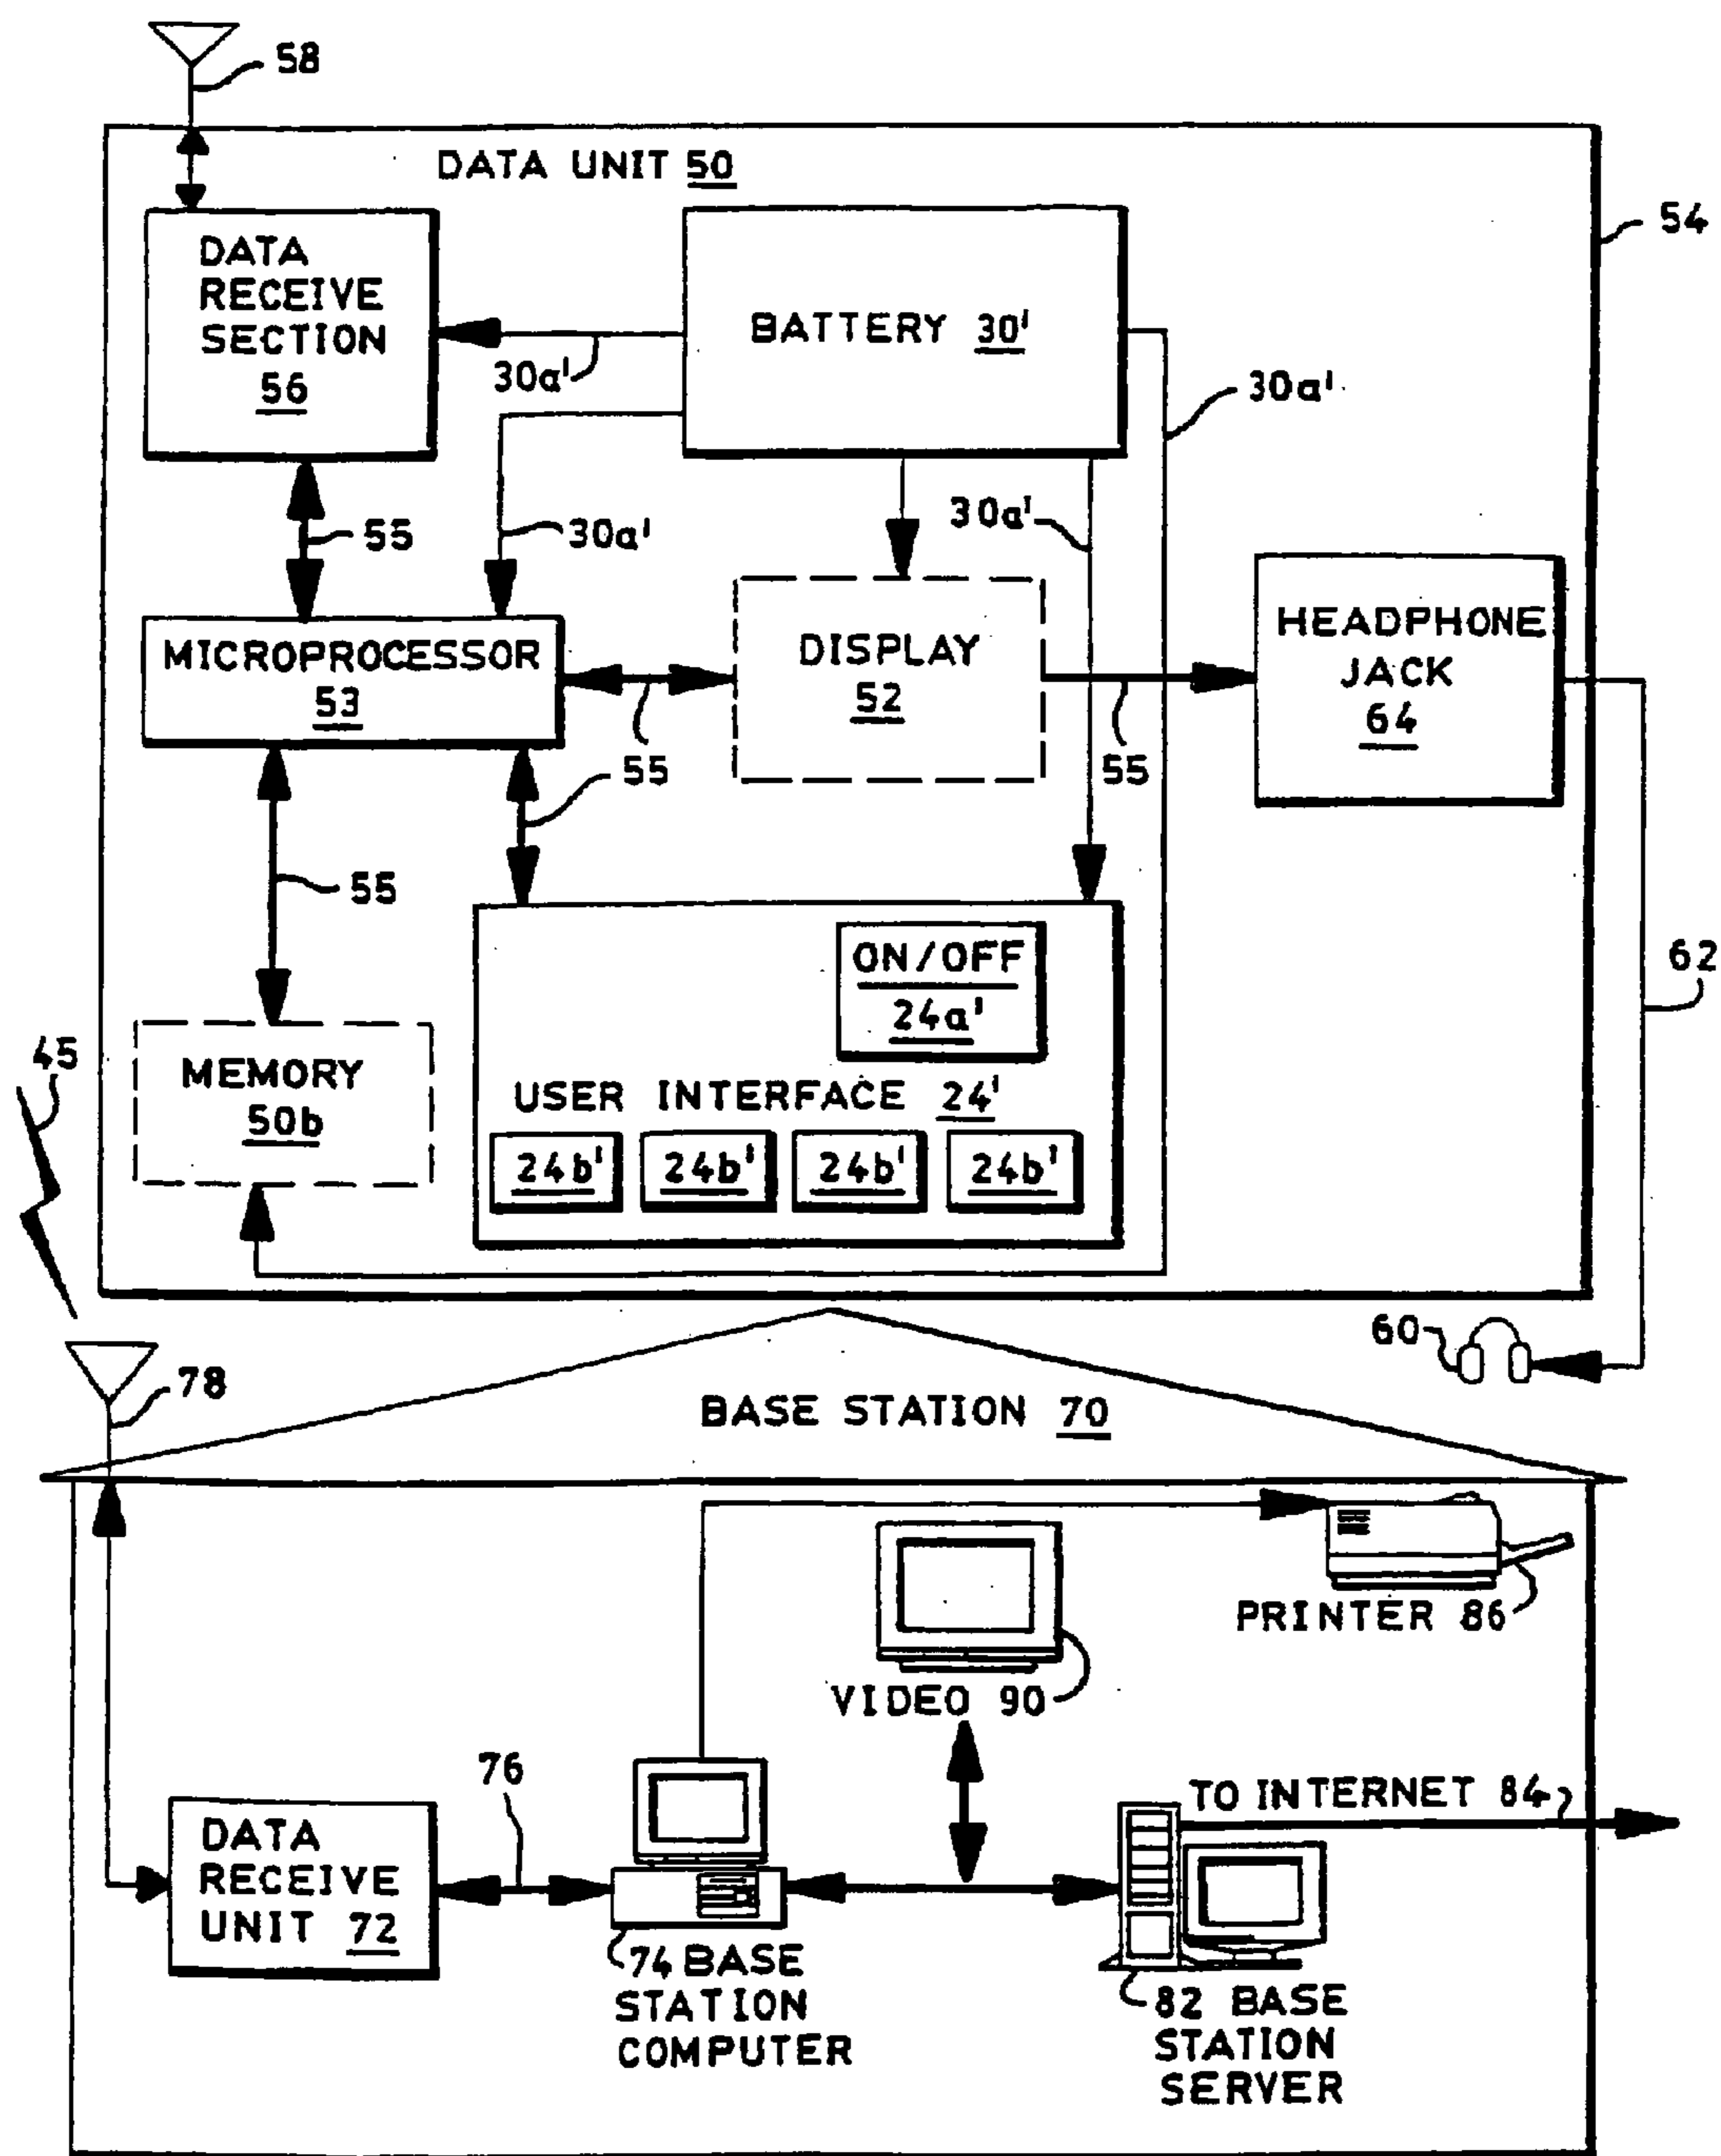 58
DATA UNIT 50
54
DATA
RECEIVE
SECTION
56
BATTERY 30'
30a'
30a'
30a'
30a'
55
MICROPROCESSOR
53
DISPLAY
52
HEADPHONE
JACK
64
55
55
55
55
ON/OFF
24a'
62
45
MEMORY
50b
USER INTERFACE 24'
24b' 24b' 24b' 24b'
60
78
BASE STATION 70
PRINTER 86
VIDEO 90
76
TO INTERNET 84
DATA
RECEIVE
UNIT 72
74 BASE
STATION
COMPUTER
82 BASE
STATION
SERVER